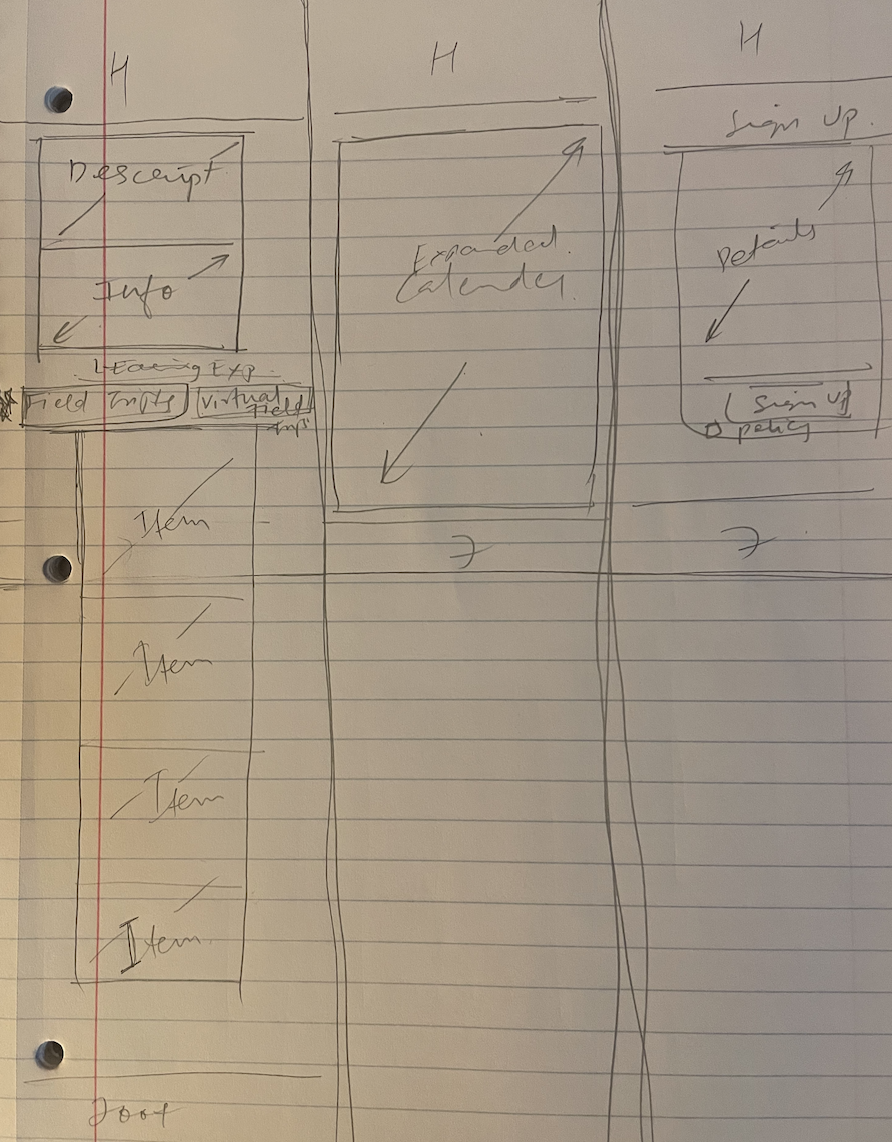 H
Descript
Info
Learning Exp.
Field Trips
Virtual
Field
Trips
Item
Item
Item
Item
Foot
H
Expanded
Calender
F
H
Sign Up.
Details
Sign Up
policy
F